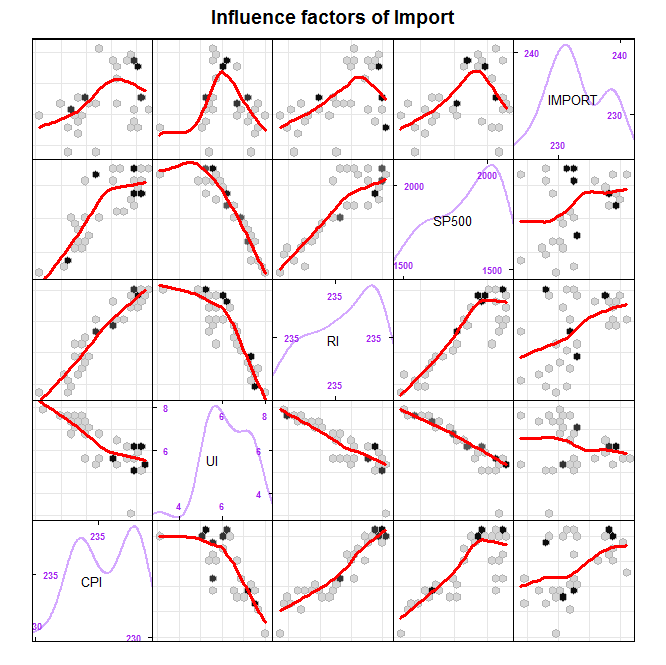 Influence factors of Import
240 240
IMPORT
230
230
2000 2000
SP500
1500 1500
235
RI
235 235
235
8 6 8
6 UI 6
4
4 6
235
235
CPI
30 230